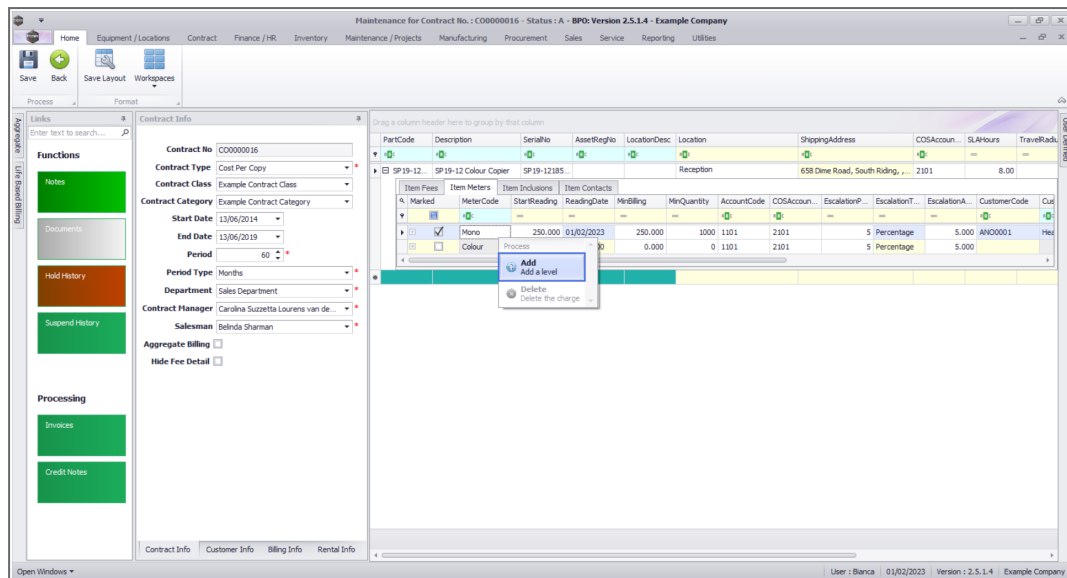 Maintenance for Contract No. : CO0000016 - Status : A - BPO: Version 2.5.1.4 - Example Company
Home Equipment / Locations Contract Finance / HR Inventory Maintenance / Projects Manufacturing Procurement Sales Service Reporting Utilities
Save Back Save Layout Workspaces
Process Format
Aggregate
Life Based Billing
Links
Enter text to search...
Functions
Notes
Documents
Hold History
Suspend History
Processing
Invoices
Credit Notes
Contract Info
Contract No CO0000016
Contract Type Cost Per Copy *
Contract Class Example Contract Class *
Contract Category Example Contract Category *
Start Date 13/06/2014
End Date 13/06/2019
Period 60 *
Period Type Months *
Department Sales Department *
Contract Manager Carolina Suzzetta Lourens van de... *
Salesman Belinda Sharman *
Aggregate Billing
Hide Fee Detail
Contract Info Customer Info Billing Info Rental Info
Drag a column header here to group by that column
PartCode Description SerialNo AssetRegNo LocationDesc Location ShippingAddress COSAccoun... SLAHours TravelRadiu
SP19-12... SP19-12 Colour Copier SP19-12185... Reception 658 Dime Road, South Riding, ,... 2101 8.00
Item Fees Item Meters Item Inclusions Item Contacts
Marked MeterCode StartReading ReadingDate MinBilling MinQuantity AccountCode COSAccoun... EscalationP... EscalationT... EscalationA... CustomerCode Cus
Mono 250.000 01/02/2023 250.000 1000 1101 2101 5 Percentage 5.000 ANO0001 Hea
Colour 0.000 0 1101 2101 5 Percentage 5.000
Process
Add
Add a level
Delete
Delete the charge
User Defined
Open Windows
User : Bianca 01/02/2023 Version : 2.5.1.4 Example Company